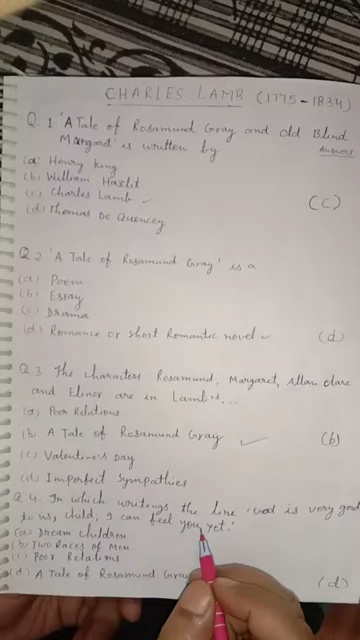 CHARLES LAMB (1775-1834)
Q.1 'A Tale of Rosamund Gray and Old Blind
Margaret' is written by
Answers
(a) Henry King
(b) William Hazlit
(c) Charles Lamb ✓
(C)
(d) Thomas De Quencey
Q.2 'A Tale of Rosamund Gray' is a
(a) Poem
(b) Essay
(c) Drama
(d) Romance or Short Romantic novel ✓
(d)
Q.3 The characters Rosamund, Margaret, Allan Clare
and Elinor are in Lamb's...
(a) Poor Relations
(b) A Tale of Rosamund Gray ✓
(b)
(c) Valentine's Day
(d) Imperfect Sympathies
Q.4. In which writings the line 'God is very good
to us, child, I can feel you yet.'
(a) Dream Children
(b) Two Races of Men
(c) Poor Relations
(d) A Tale of Rosamund Gray
(d)